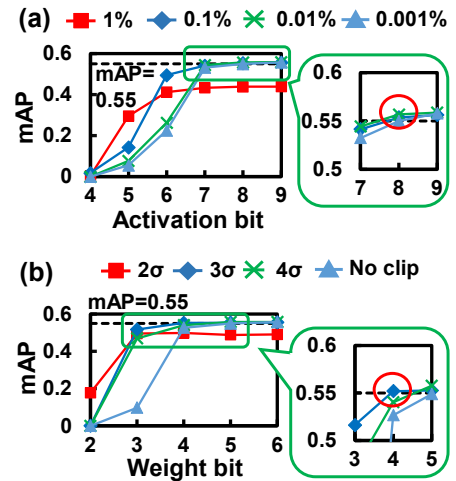 (a) 1% 0.1% 0.01% 0.001%
0.6
mAP=
0.55
0.4
0.2
0
mAP
4 5 6 7 8 9
Activation bit
0.6
0.55
0.5
7 8 9
(b) 2σ 3σ 4σ No clip
mAP=0.55
0.6
0.4
0.2
0
mAP
2 3 4 5 6
Weight bit
0.6
0.55
0.5
3 4 5